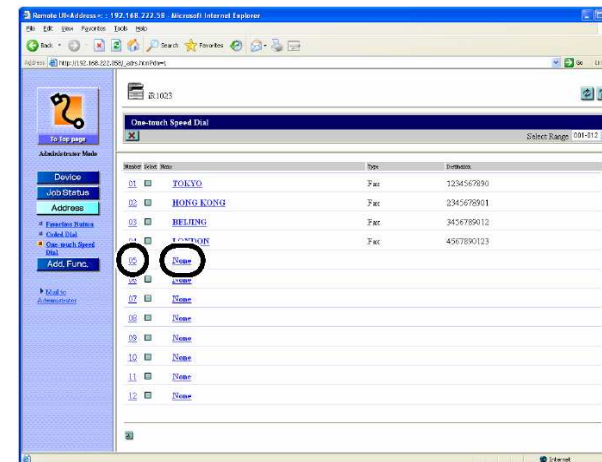 Remote UI<Address> : 192.168.222.58 - Microsoft Internet Explorer
File Edit View Favorites Tools Help
Back Search Favorites
Address Go
iR1023
One-touch Speed Dial
To Top page
Select Range 001-012
Administrator Mode
Number Select Name Type Destination
Device
Job Status
Address
Function Button
Coded Dial
One-touch Speed
Dial
Add. Func.
Mail to
Administrator
01 TOKYO Fax 1234567890
02 HONG KONG Fax 2345678901
03 BEIJING Fax 3456789012
04 LONDON Fax 4567890123
05 None
06 None
07 None
08 None
09 None
10 None
11 None
12 None
Internet